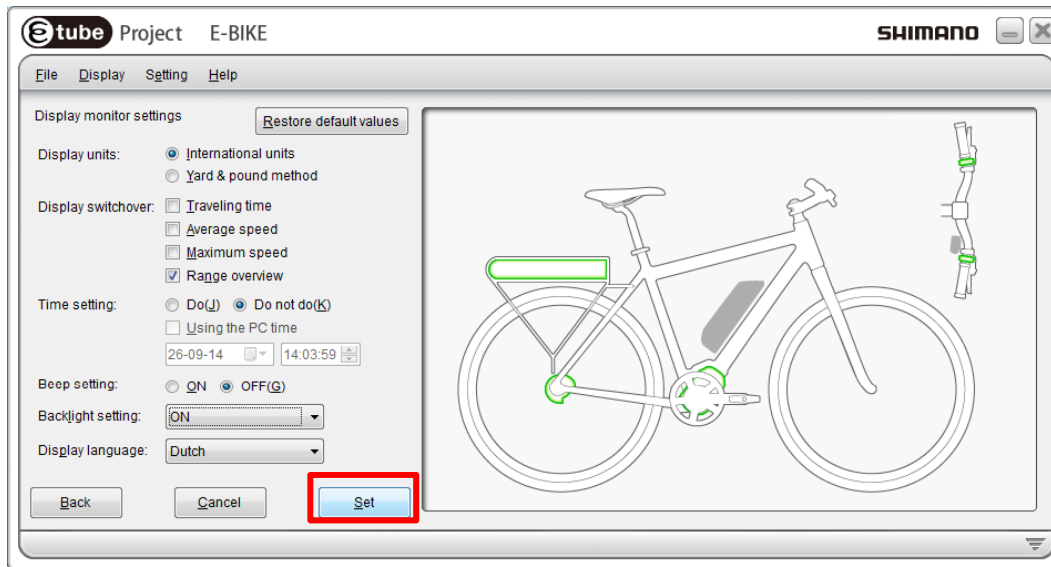 etube Project E-BIKE SHIMANO
File Display Setting Help
Display monitor settings Restore default values
Display units: International units
Yard & pound method
Display switchover: Traveling time
Average speed
Maximum speed
Range overview
Time setting: Do(J) Do not do(K)
Using the PC time
26-09-14 14:03:59
Beep setting: ON OFF(G)
Backlight setting: ON
Display language: Dutch
Back Cancel Set